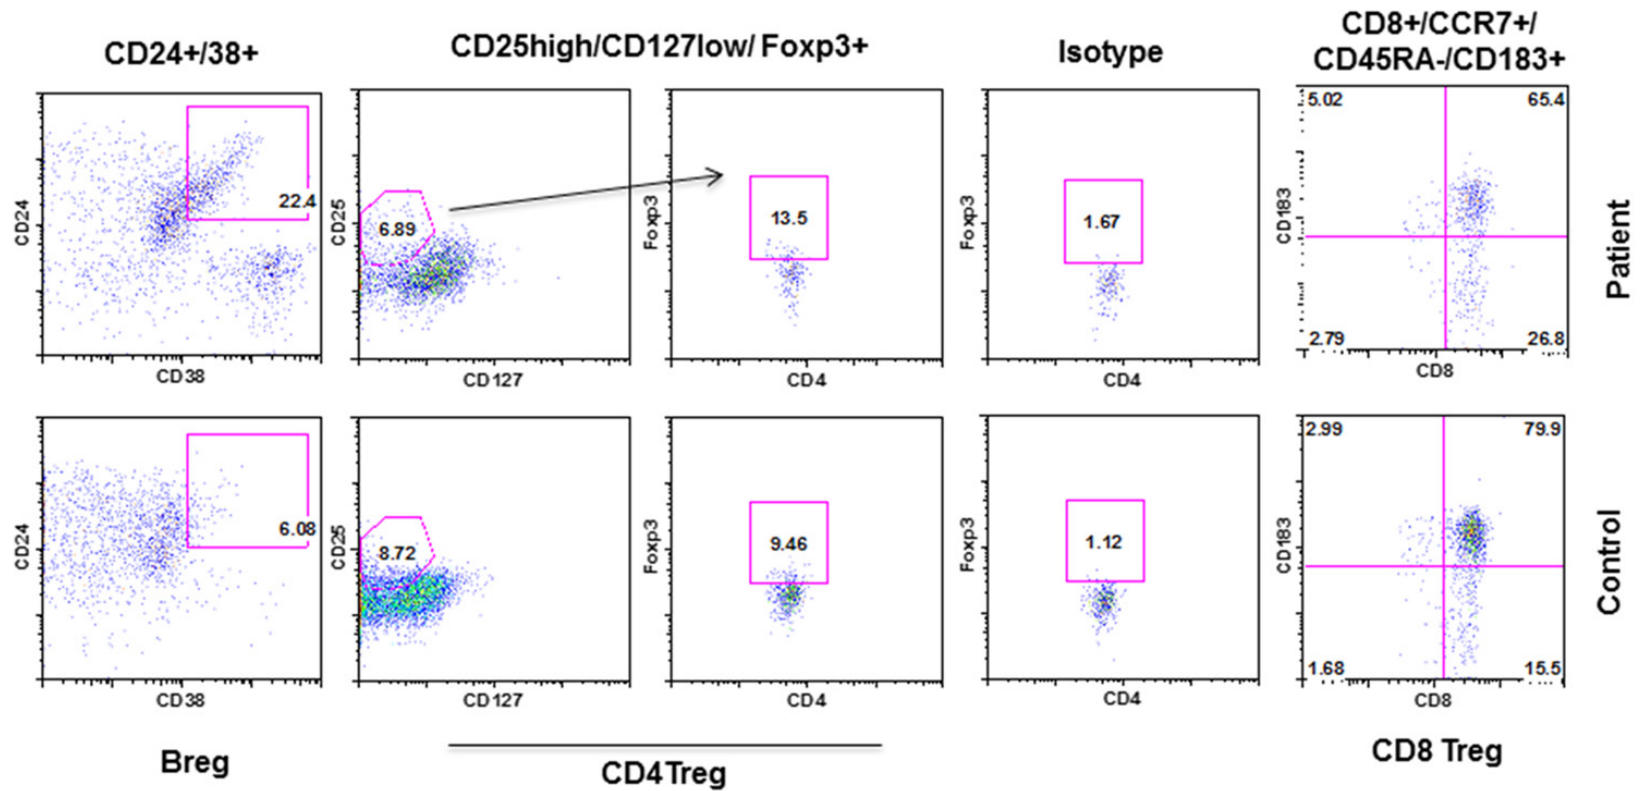 CD24+/38+
CD25high/CD127low/ Foxp3+
Isotype
CD8+/CCR7+/
CD45RA-/CD183+
CD24
22.4
CD38
CD25
6.89
CD127
Foxp3
13.5
CD4
Foxp3
1.67
CD4
CD183
5.02
65.4
2.79
26.8
CD8
Patient
CD24
6.08
CD38
CD25
8.72
CD127
Foxp3
9.46
CD4
Foxp3
1.12
CD4
CD183
2.99
79.9
1.68
15.5
CD8
Control
Breg
CD4Treg
CD8 Treg